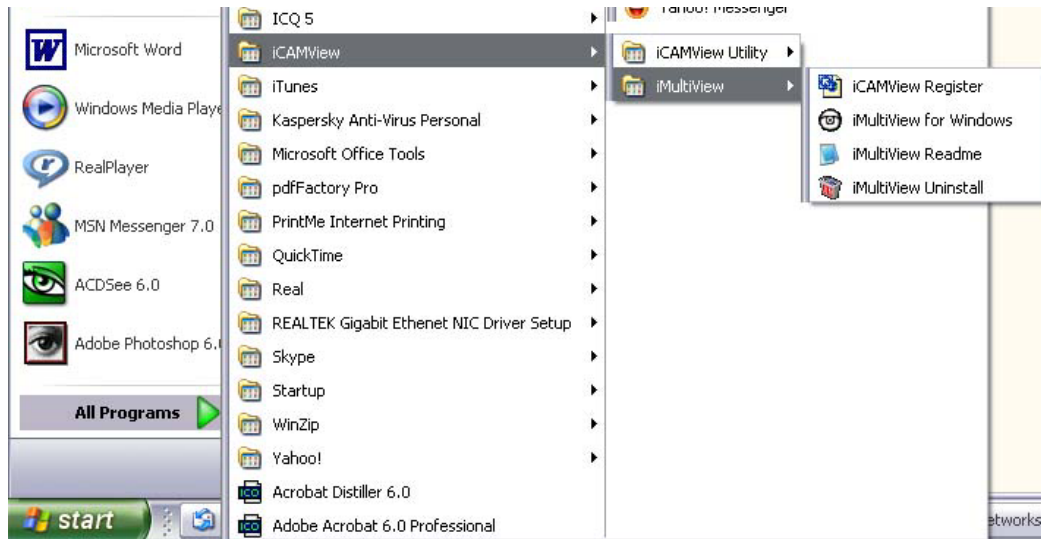 Microsoft Word
Windows Media Playe
RealPlayer
MSN Messenger 7.0
ACDSee 6.0
Adobe Photoshop 6.0
All Programs
start
ICQ 5
iCAMView
iTunes
Kaspersky Anti-Virus Personal
Microsoft Office Tools
pdfFactory Pro
PrintMe Internet Printing
QuickTime
Real
REALTEK Gigabit Ethenet NIC Driver Setup
Skype
Startup
WinZip
Yahoo!
Acrobat Distiller 6.0
Adobe Acrobat 6.0 Professional
Yahoo! Messenger
iCAMView Utility
iMultiView
iCAMView Register
iMultiView for Windows
iMultiView Readme
iMultiView Uninstall
etworks